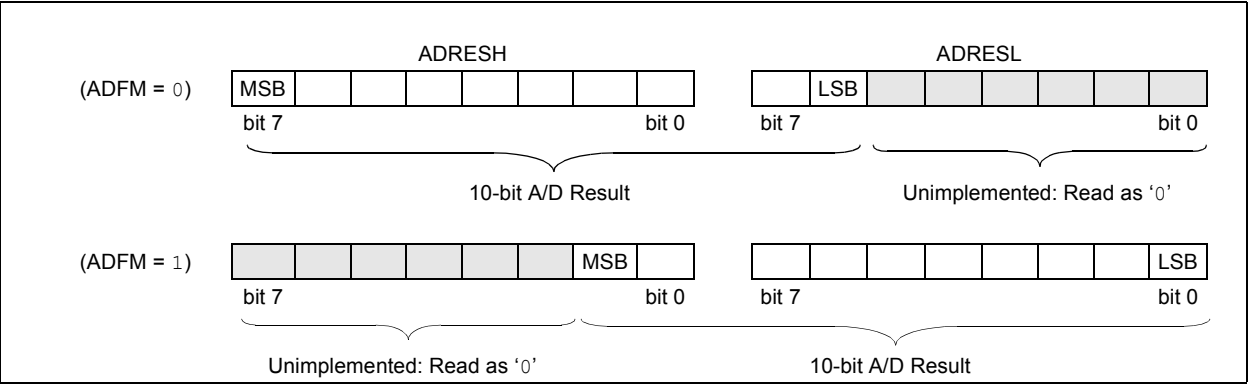 ADRESH ADRESL
(ADFM = 0) MSB LSB
bit 7 bit 0 bit 7 bit 0
10-bit A/D Result Unimplemented: Read as ‘0’
(ADFM = 1) MSB LSB
bit 7 bit 0 bit 7 bit 0
Unimplemented: Read as ‘0’ 10-bit A/D Result